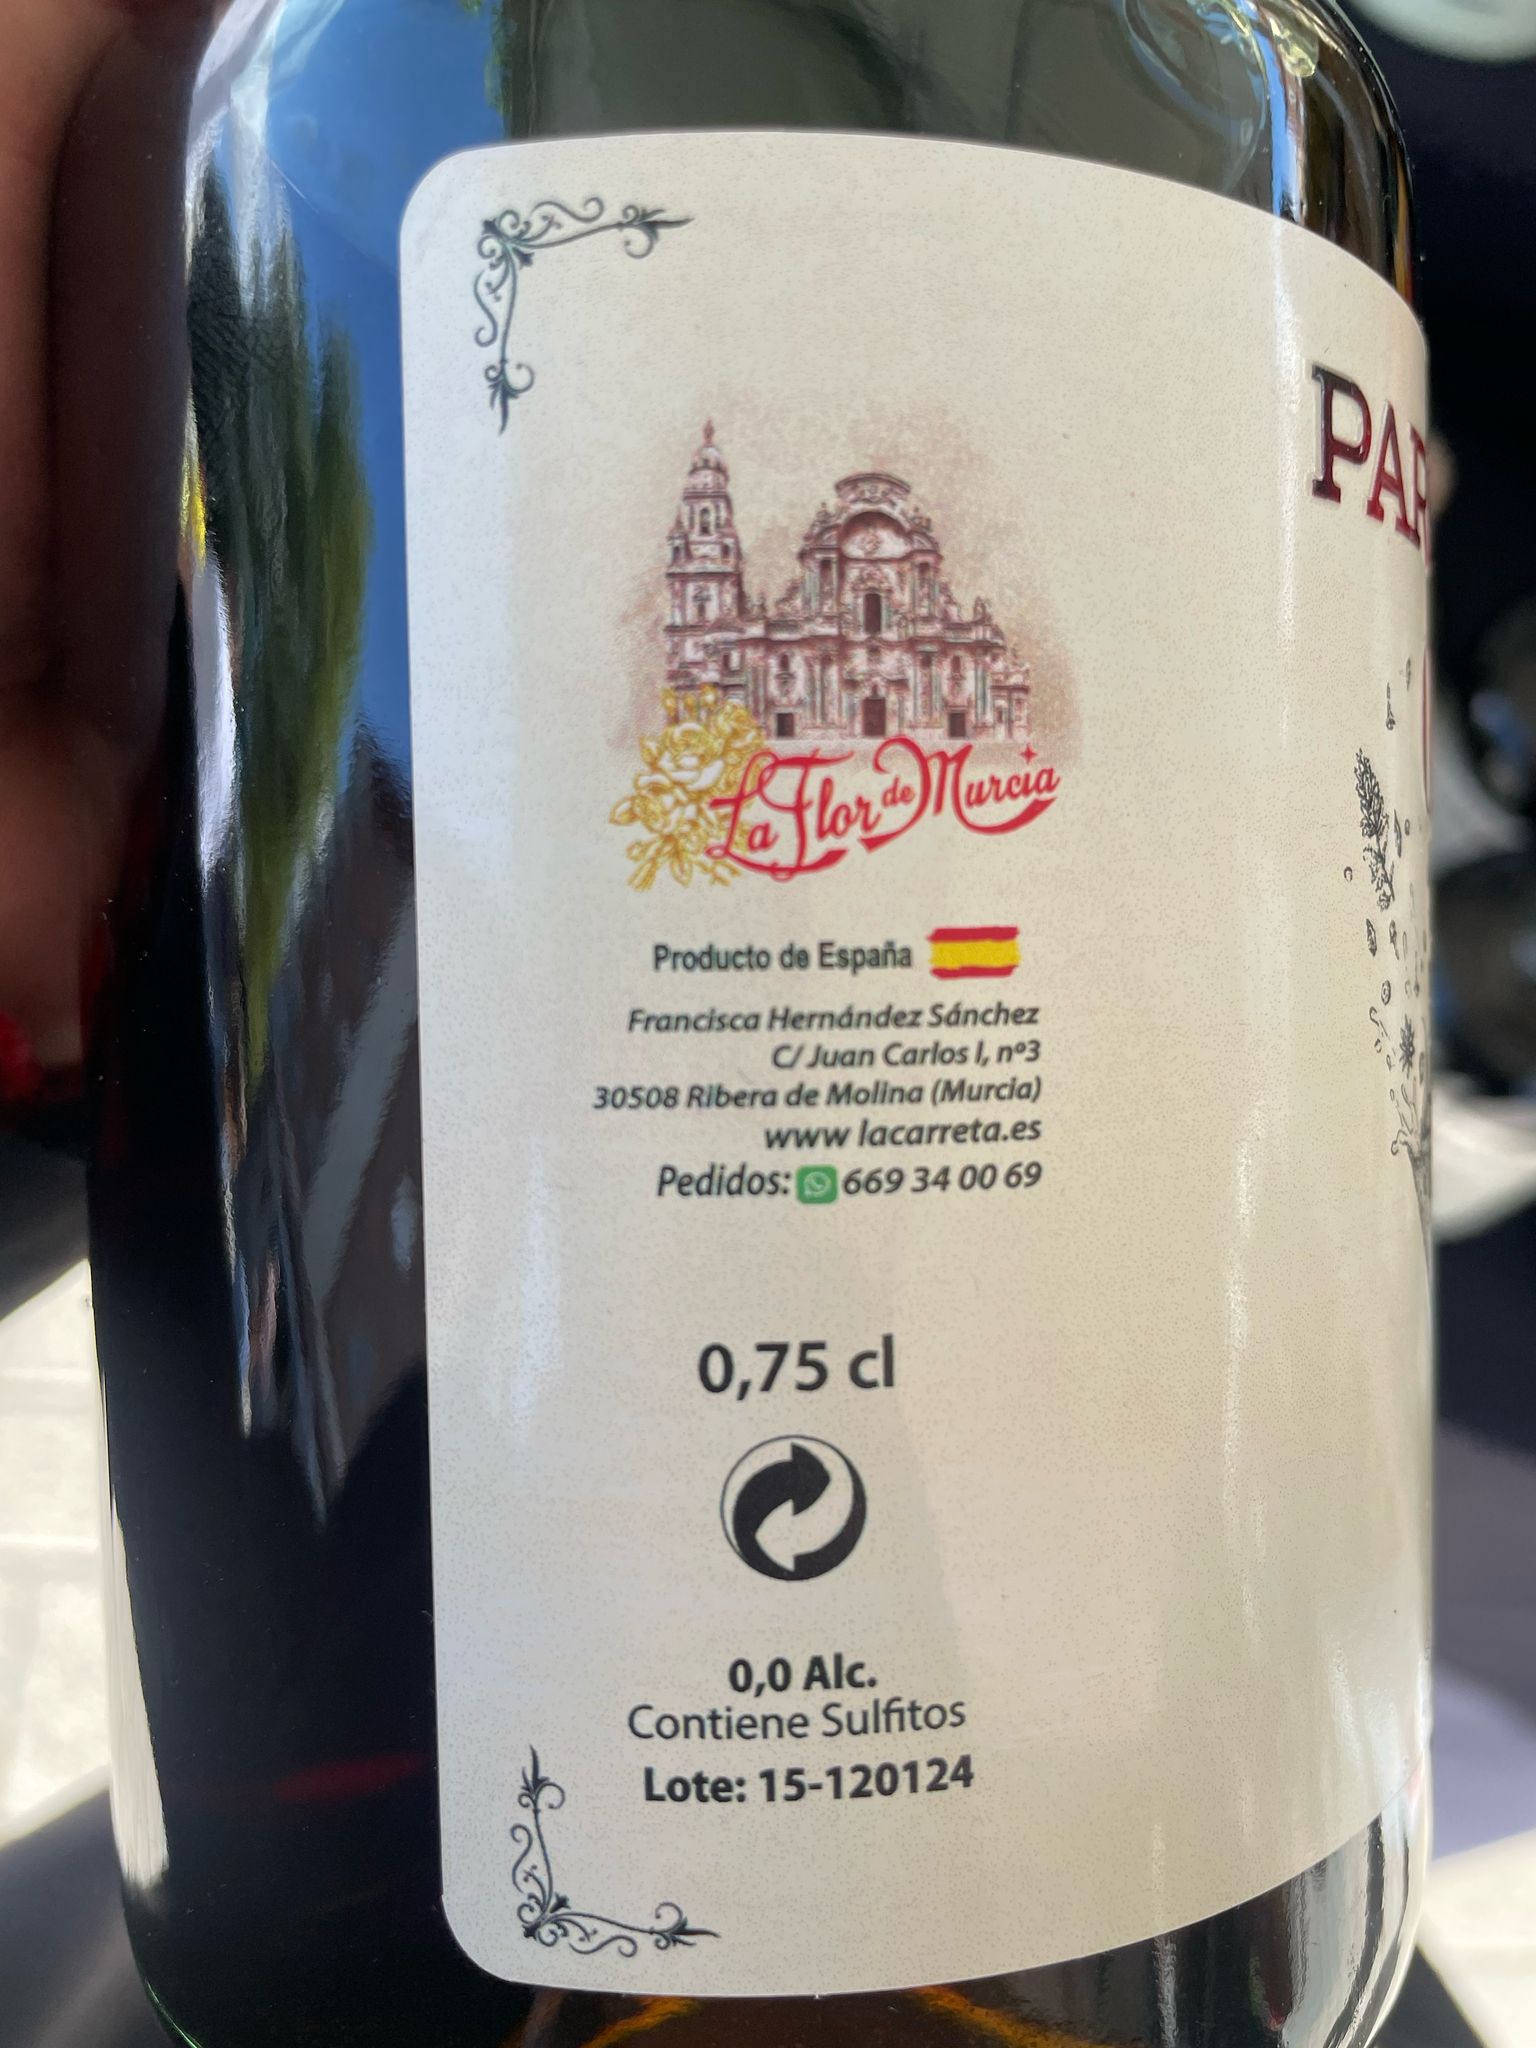 La Flor de Murcia
Producto de España
Francisca Hernández Sánchez
C/ Juan Carlos I, nº3
30508 Ribera de Molina (Murcia)
www lacarreta.es
Pedidos: 669 34 00 69
0,75 cl
0,0 Alc.
Contiene Sulfitos
Lote: 15-120124